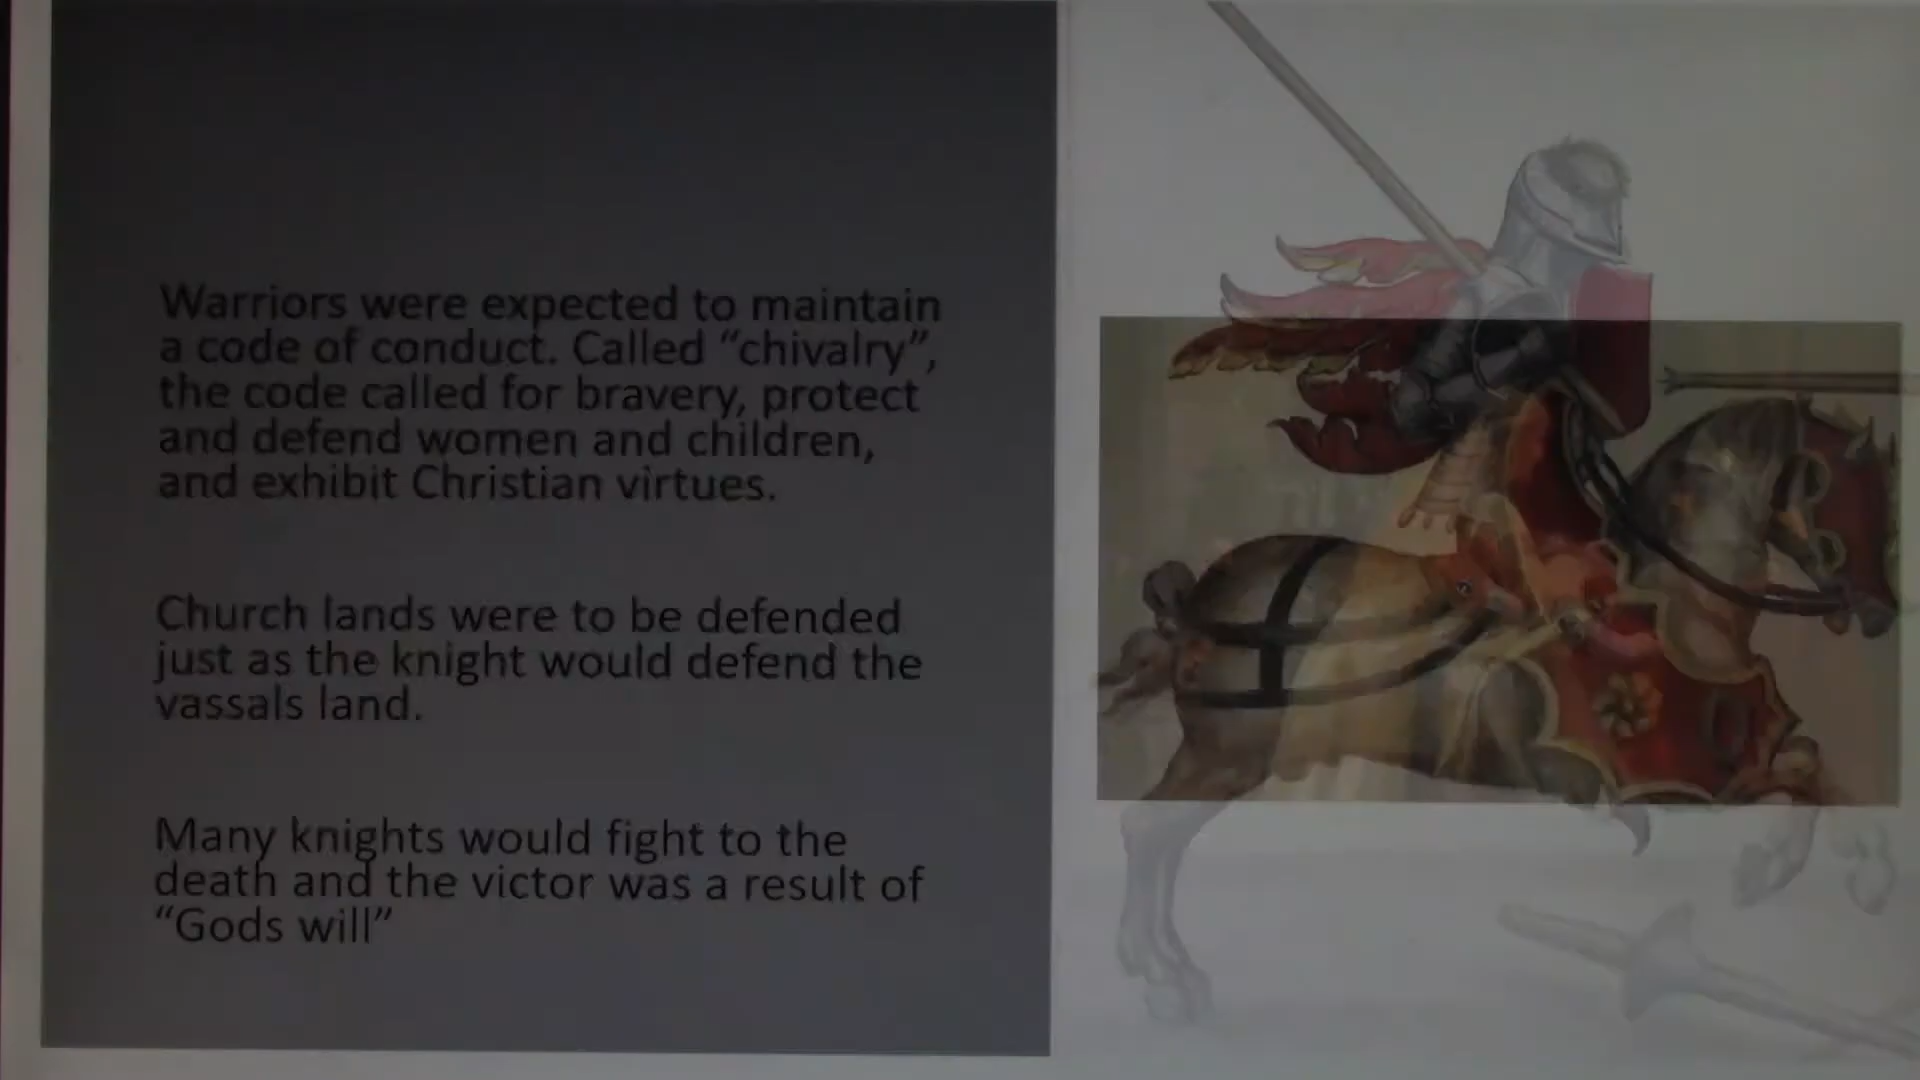 Warriors were expected to maintain
a code of conduct. Called “chivalry”,
the code called for bravery, protect
and defend women and children,
and exhibit Christian virtues.
Church lands were to be defended
just as the knight would defend the
vassals land.
Many knights would fight to the
death and the victor was a result of
“Gods will”